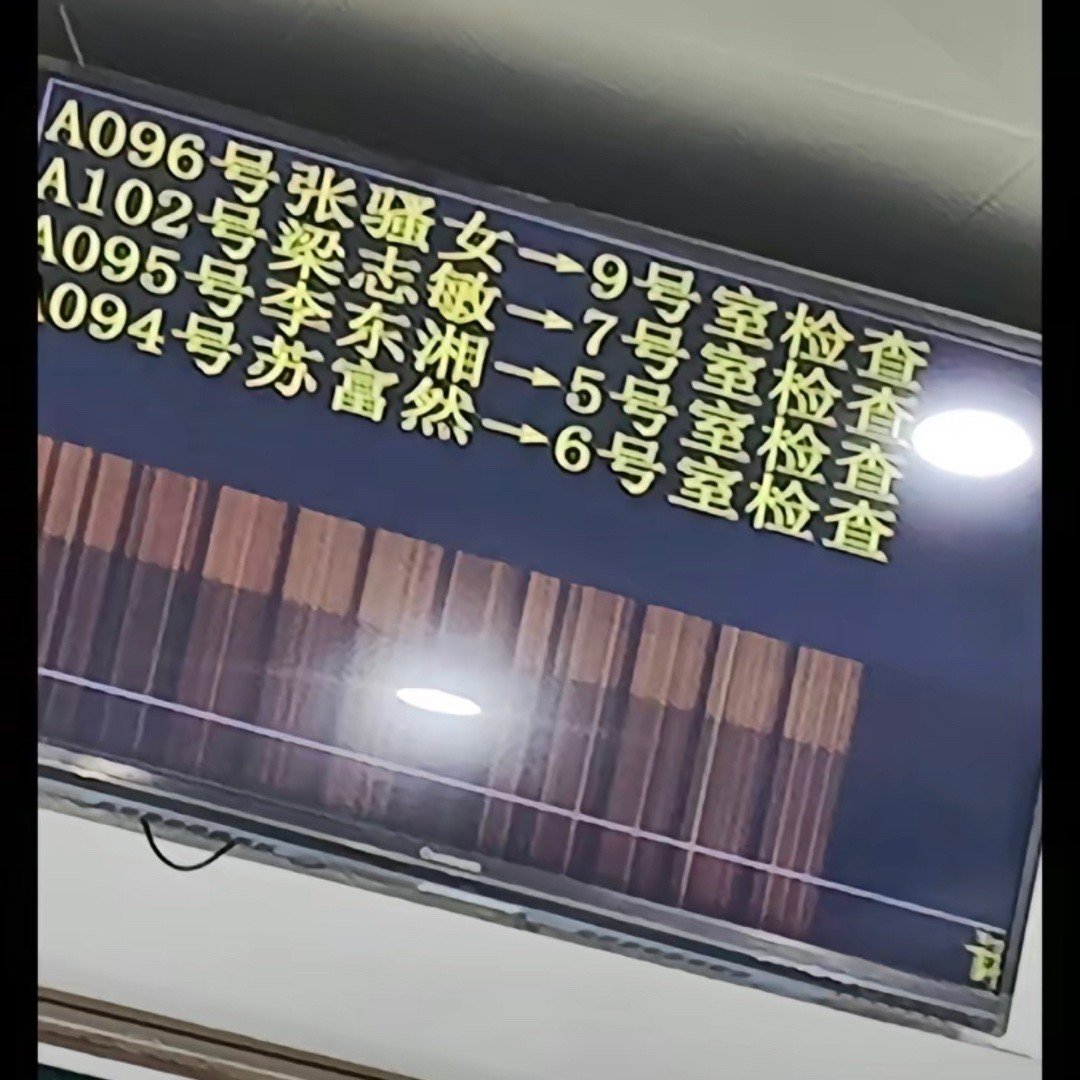 A096号张骚女→9号室检查
A102号梁志敏→7号室检查
A095号李东湘→5号室检查
A094号苏富然→6号室检查